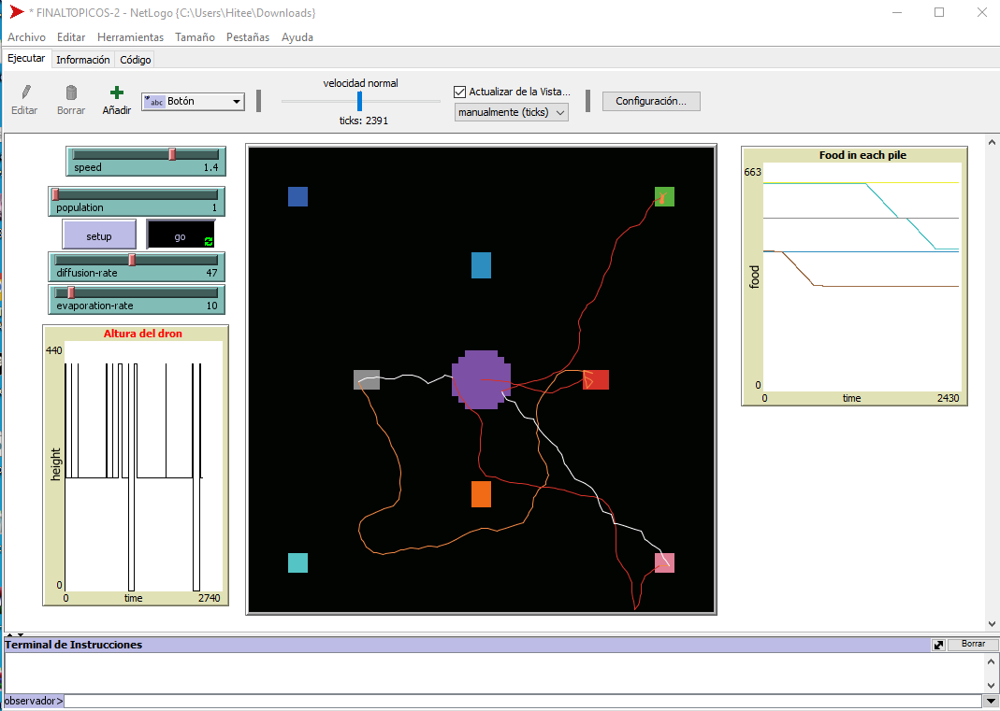 * FINALTOPICOS-2 - NetLogo {C:\Users\Hitee\Downloads}
Archivo Editar Herramientas Tamaño Pestañas Ayuda
Ejecutar Información Código
Editar Borrar Añadir abc Botón
velocidad normal
ticks: 2391
Actualizar de la Vista...
manualmente (ticks)
Configuración...
speed 1.4
population 1
setup go
diffusion-rate 47
evaporation-rate 10
Altura del dron
440
height
0
0 time 2740
Food in each pile
663
food
0
0 time 2430
Terminal de Instrucciones Borrar
observador>